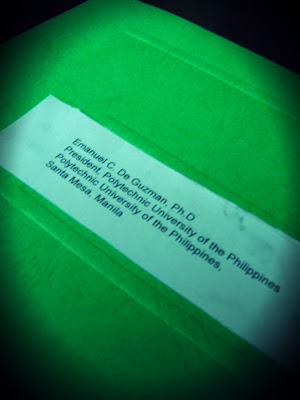 Emanuel C. De Guzman, Ph.D
President, Polytechnic University of the Philippines
Polytechnic University of the Philippines,
Santa Mesa, Manila